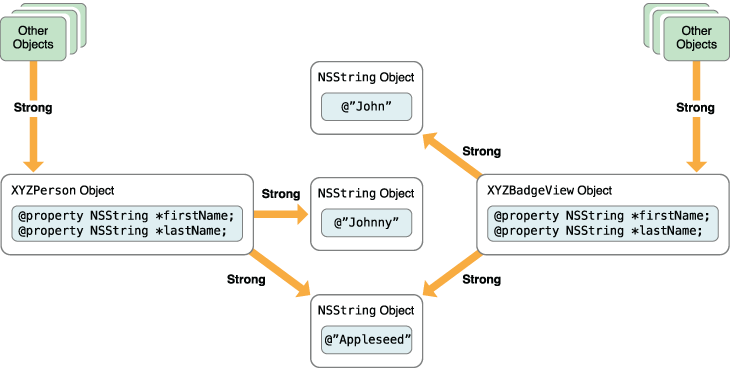 Other
Objects
Other
Objects
NSString Object
@”John”
Strong
Strong
Strong
XYZPerson Object
@property NSString *firstName;
@property NSString *lastName;
Strong
NSString Object
@”Johnny”
XYZBadgeView Object
@property NSString *firstName;
@property NSString *lastName;
Strong
Strong
NSString Object
@”Appleseed”